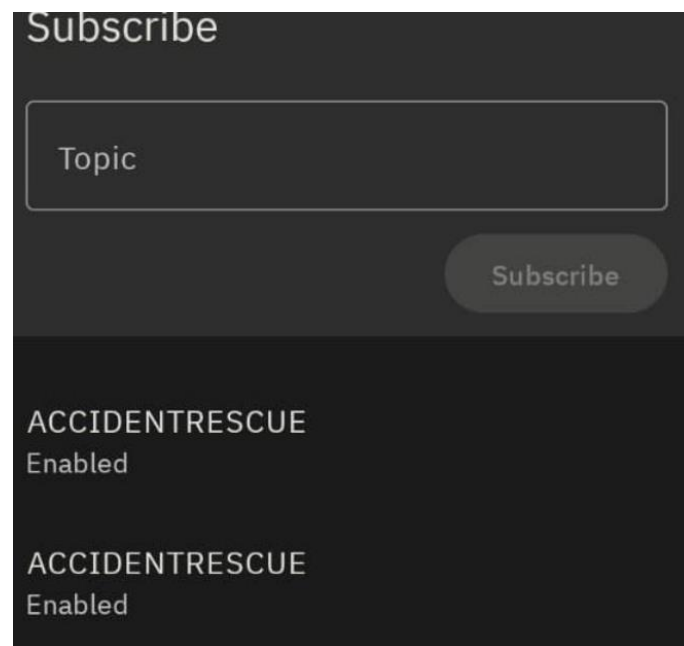 Subscribe
Topic
Subscribe
ACCIDENTRESCUE
Enabled
ACCIDENTRESCUE
Enabled